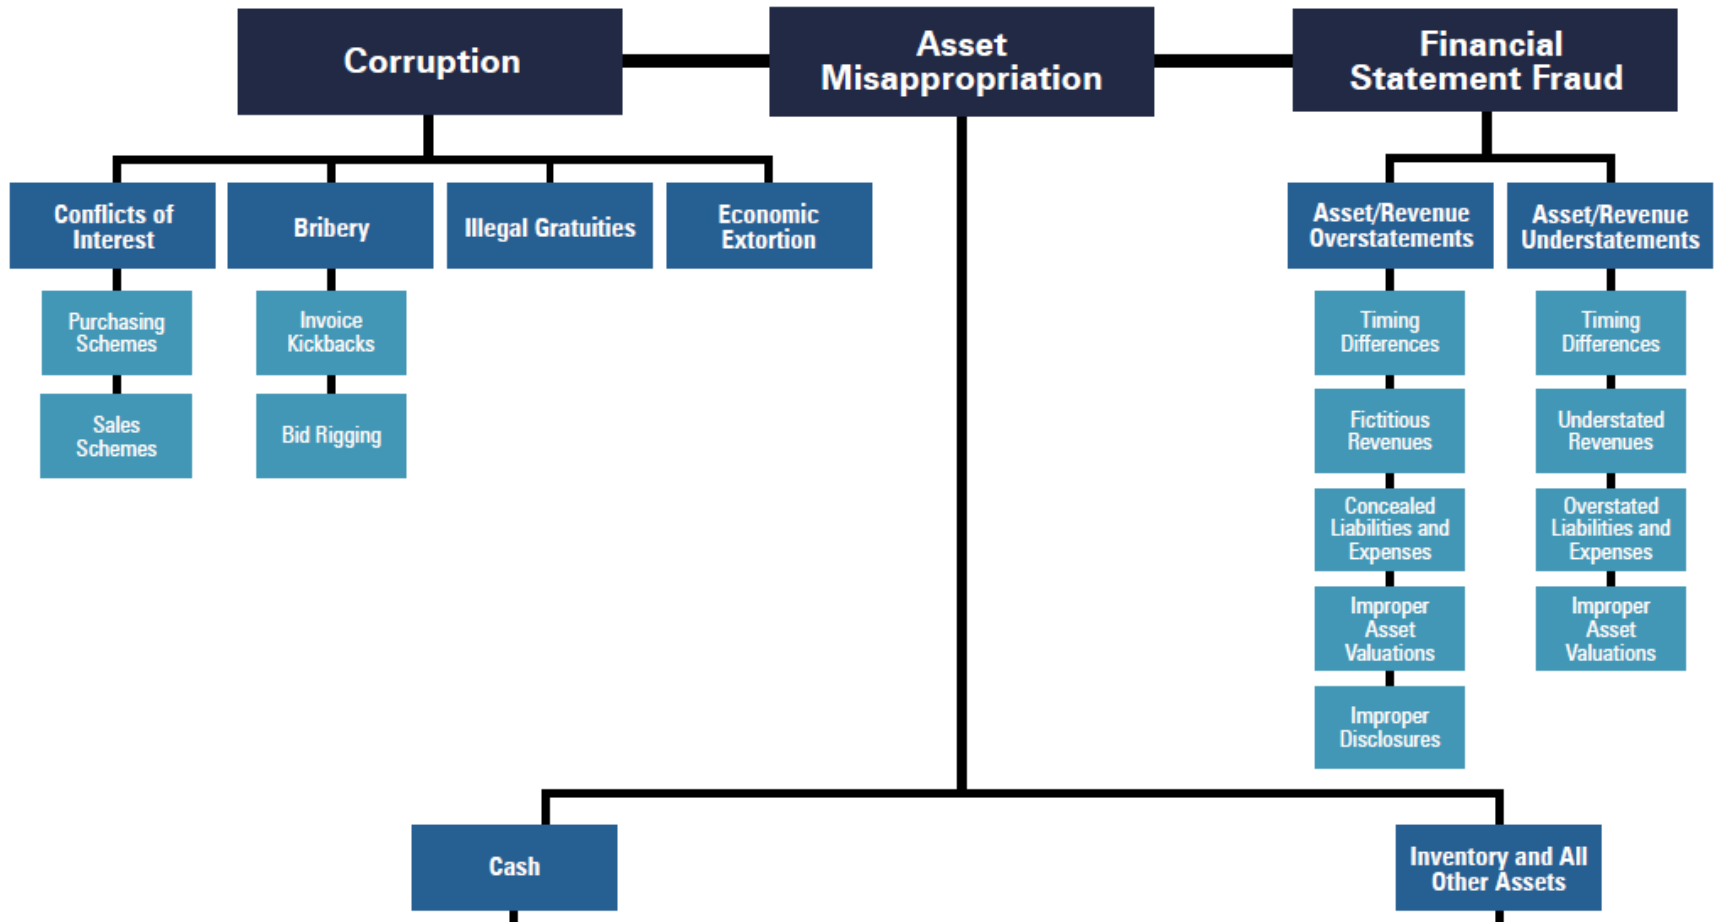 Corruption
Asset
Misappropriation
Financial
Statement Fraud
Conflicts of
Interest
Bribery
Illegal Gratuities
Economic
Extortion
Asset/Revenue
Overstatements
Asset/Revenue
Understatements
Purchasing
Schemes
Sales
Schemes
Invoice
Kickbacks
Bid Rigging
Timing
Differences
Fictitious
Revenues
Concealed
Liabilities and
Expenses
Improper
Asset
Valuations
Improper
Disclosures
Timing
Differences
Understated
Revenues
Overstated
Liabilities and
Expenses
Improper
Asset
Valuations
Cash
Inventory and All
Other Assets